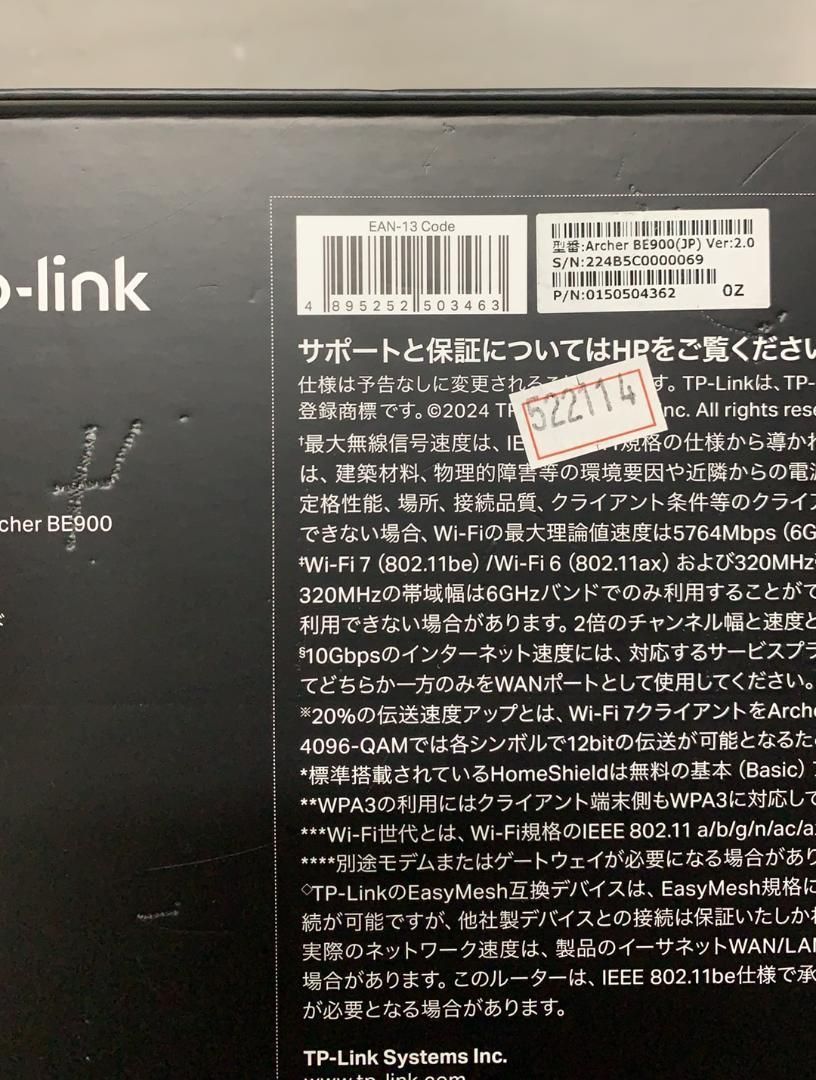 EAN-13 Code
4 895252 503463
型番:Archer BE900(JP) Ver:2.0
S/N:224B5C0000069
P/N:0150504362 0Z
p-link
サポートと保証についてはHPをご覧ください
仕様は予告なしに変更される す。TP-Linkは、TP-
登録商標です。©2024 TP Inc. All rights rese
522114
†最大無線信号速度は、IE 規格の仕様から導かれ
は、建築材料、物理的障害等の環境要因や近隣からの電波
定格性能、場所、接続品質、クライアント条件等のクライア
できない場合、Wi-Fiの最大理論値速度は5764Mbps（6G
cher BE900
‡Wi-Fi 7（802.11be）/Wi-Fi 6（802.11ax）および320MHz
320MHzの帯域幅は6GHzバンドでのみ利用することがで
利用できない場合があります。2倍のチャンネル幅と速度と
ド
§10Gbpsのインターネット速度には、対応するサービスプラ
てどちらか一方のみをWANポートとして使用してください。
※20%の伝送速度アップとは、Wi-Fi 7クライアントをArche
4096-QAMでは各シンボルで12bitの伝送が可能となるた
*標準搭載されているHomeShieldは無料の基本（Basic）プ
**WPA3の利用にはクライアント端末側もWPA3に対応して
***Wi-Fi世代とは、Wi-Fi規格のIEEE 802.11 a/b/g/n/ac/ax
****別途モデムまたはゲートウェイが必要になる場合があり
◇TP-LinkのEasyMesh互換デバイスは、EasyMesh規格に
続が可能ですが、他社製デバイスとの接続は保証いたしかね
実際のネットワーク速度は、製品のイーサネットWAN/LAN
場合があります。このルーターは、IEEE 802.11be仕様で承
が必要となる場合があります。
TP-Link Systems Inc.
www.tp-link.com